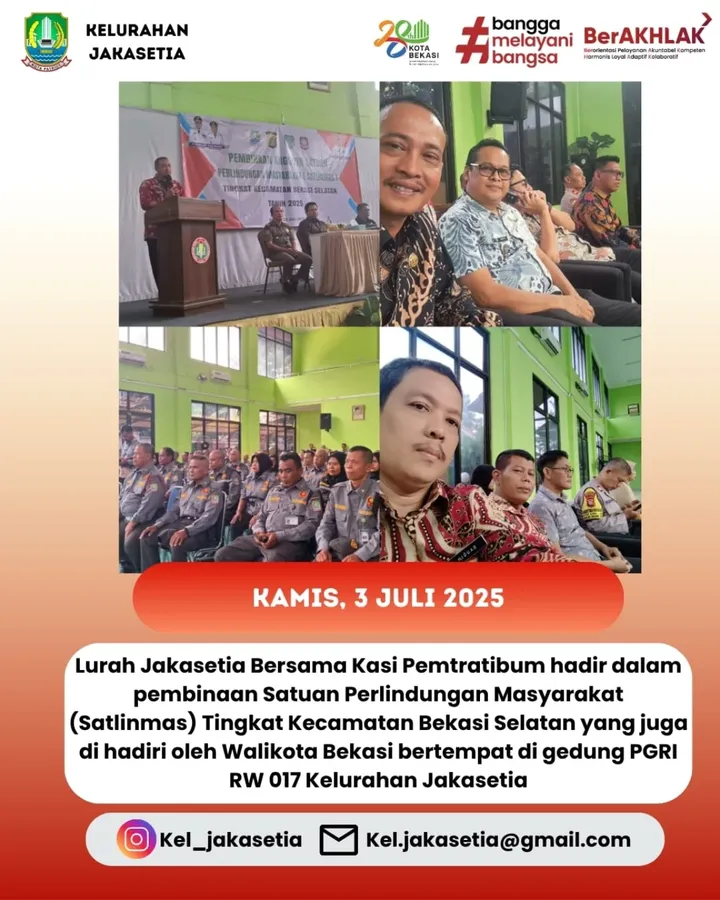 KELURAHAN
JAKASETIA
KOTA
BEKASI
#bangga
melayani
bangsa
BerAKHLAK
Berorientasi Pelayanan Akuntabel Kompeten
Harmonis Loyal Adaptif Kolaboratif
PERLINDUNGAN MASYARAKAT
TINGKAT KECAMATAN BEKASI SELATAN
TAHUN 2025
KAMIS, 3 JULI 2025
Lurah Jakasetia Bersama Kasi Pemtratibum hadir dalam
pembinaan Satuan Perlindungan Masyarakat
(Satlinmas) Tingkat Kecamatan Bekasi Selatan yang juga
di hadiri oleh Walikota Bekasi bertempat di gedung PGRI
RW 017 Kelurahan Jakasetia
Kel_jakasetia
Kel.jakasetia@gmail.com